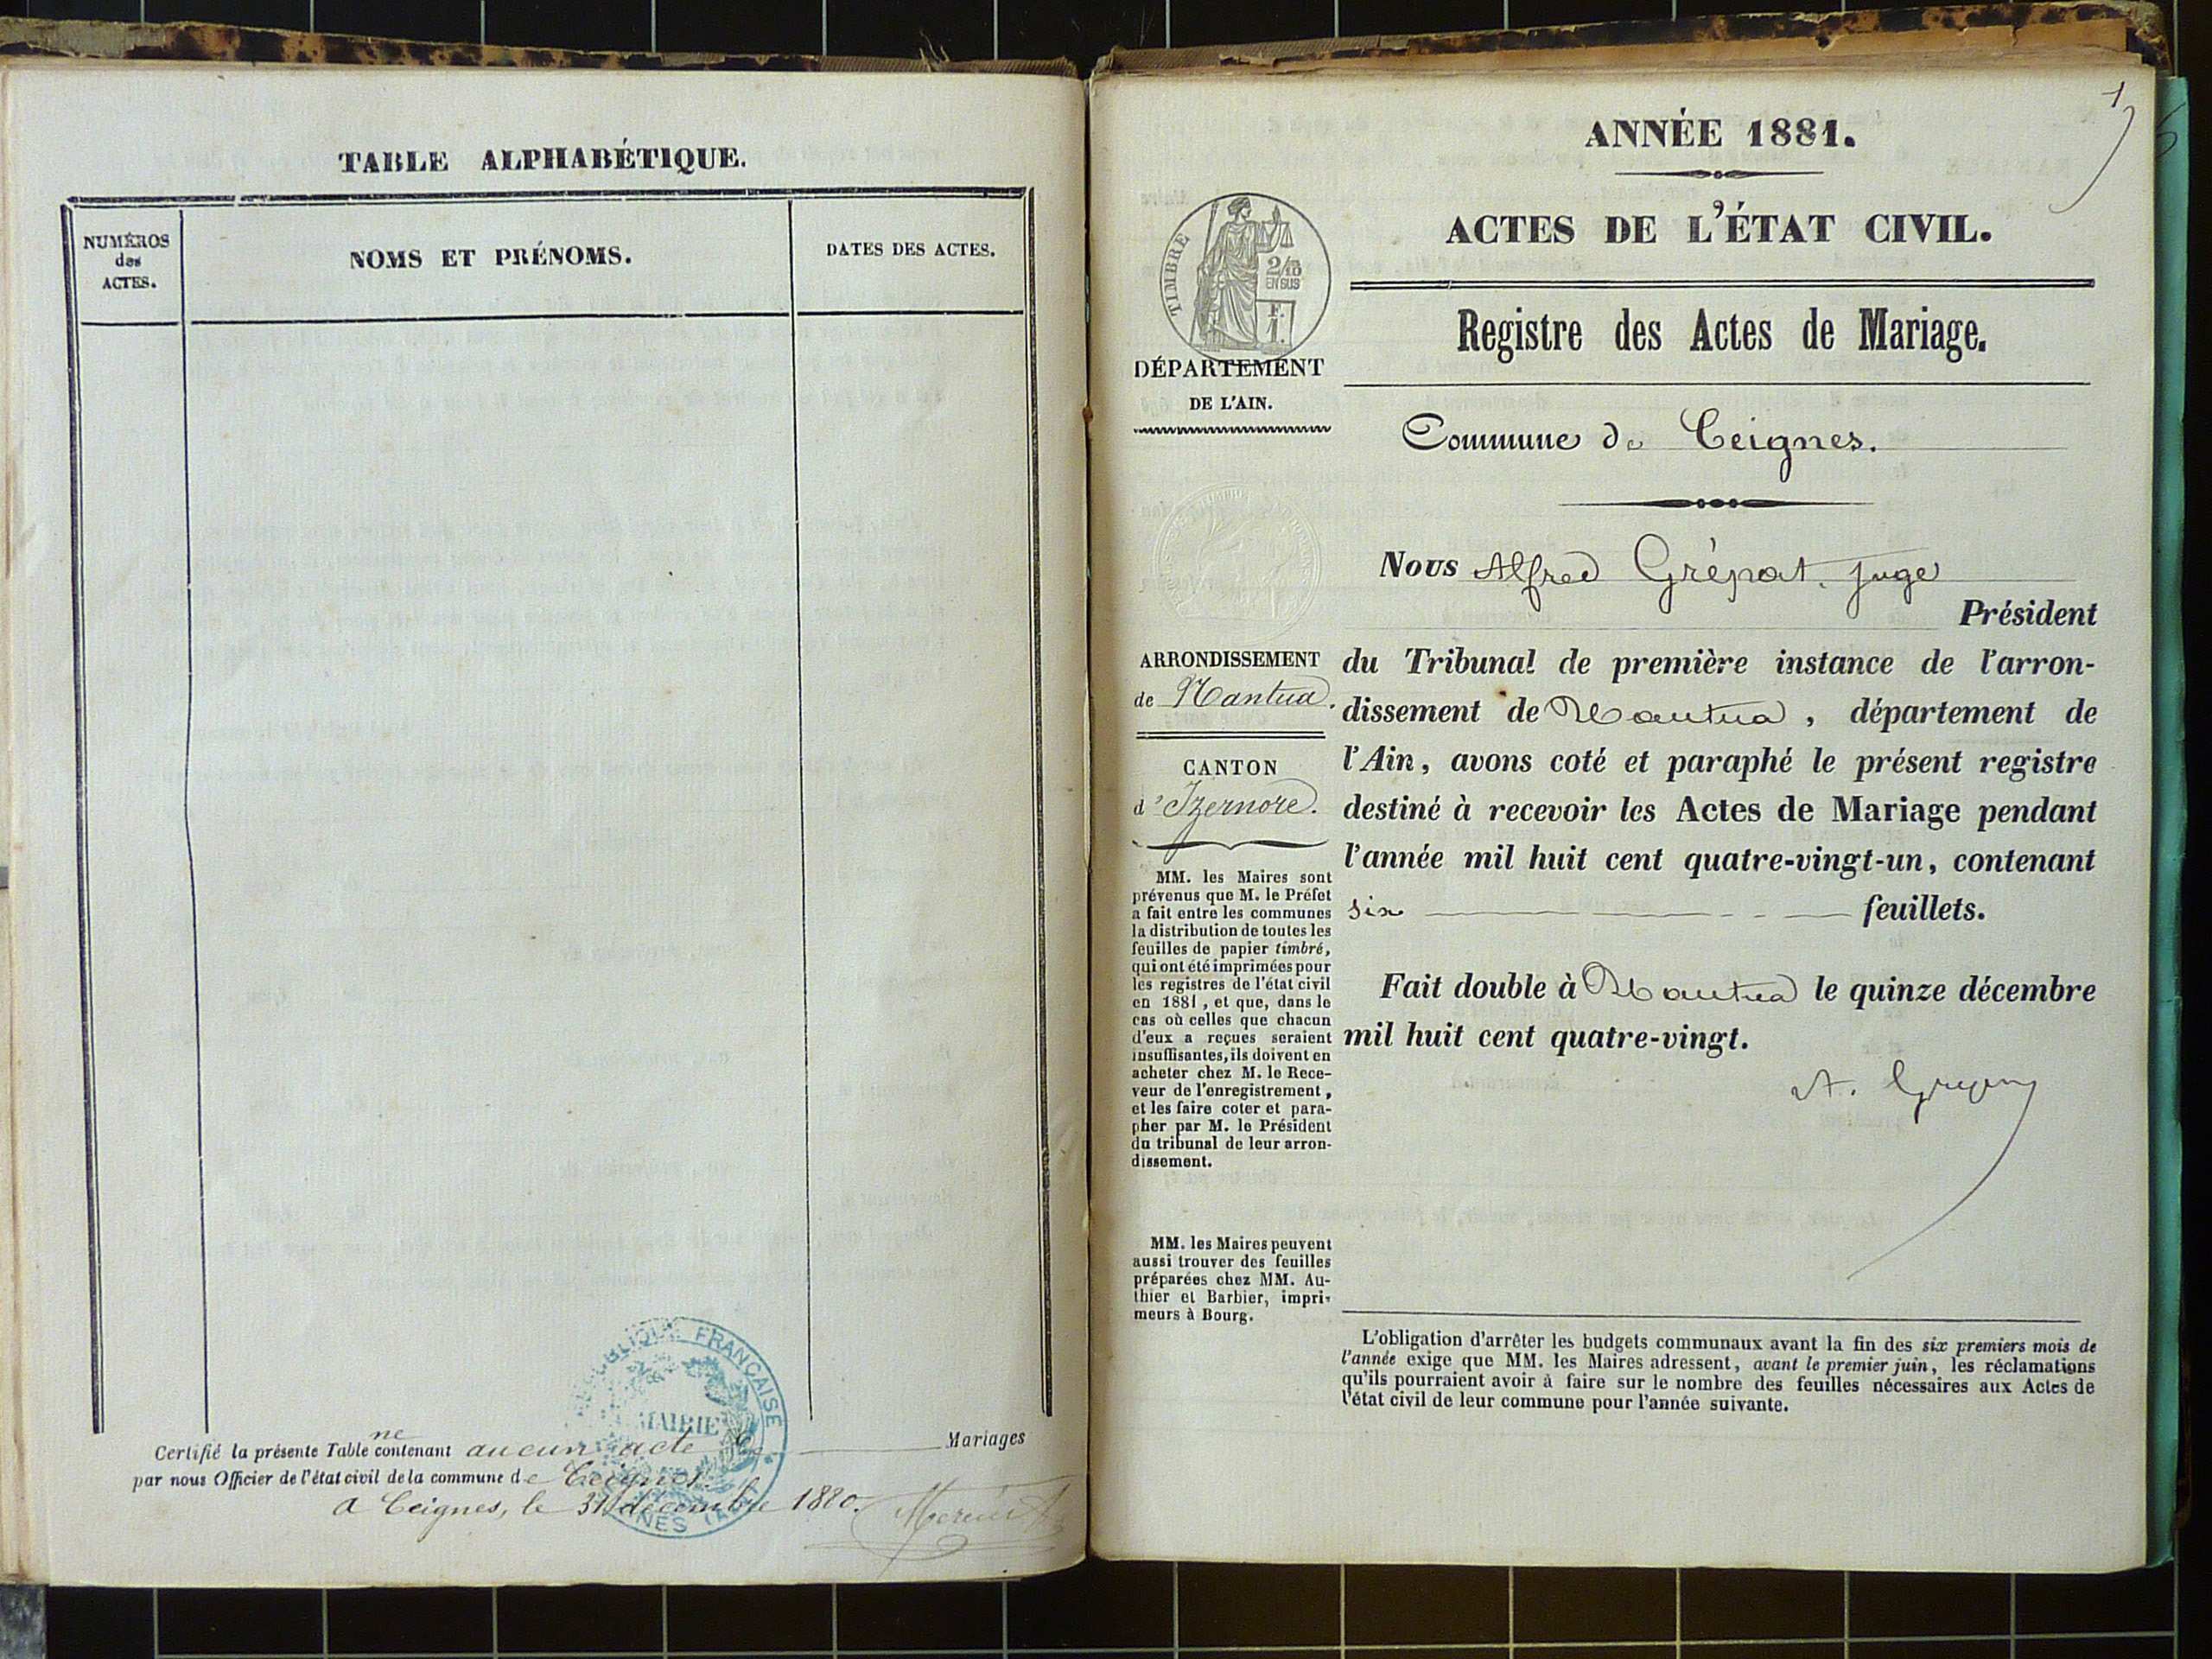 TABLE ALPHABÉTIQUE.
NUMÉROS
des
ACTES.
NOMS ET PRÉNOMS.
DATES DES ACTES.
RÉPUBLIQUE FRANÇAISE
MAIRIE
ne
Certifié la présente Table contenant aucun acte de Mariages
par nous Officier de l'état civil de la commune de Ceignes.
a Ceignes, le 31 décembre 1880.
1
ANNÉE 1881.
ACTES DE L'ÉTAT CIVIL.
Registre des Actes de Mariage.
TIMBRE
2/10
EN SUS
F.
1.
DÉPARTEMENT
DE L'AIN.
Commune de Ceignes.
Nous Alfred Grépat, juge
Président
du Tribunal de première instance de l'arron-
dissement de Nantua, département de
l'Ain, avons coté et paraphé le présent registre
destiné à recevoir les Actes de Mariage pendant
l'année mil huit cent quatre-vingt-un, contenant
six feuillets.
Fait double à Nantua le quinze décembre
mil huit cent quatre-vingt.
ARRONDISSEMENT
de Nantua.
CANTON
d'Izernore.
MM. les Maires sont
prévenus que M. le Préfet
a fait entre les communes
la distribution de toutes les
feuilles de papier timbré,
qui ont été imprimées pour
les registres de l'état civil
en 1881, et que, dans le
cas où celles que chacun
d'eux a reçues seraient
insuffisantes, ils doivent en
acheter chez M. le Rece-
veur de l'enregistrement,
et les faire coter et para-
pher par M. le Président
du tribunal de leur arron-
dissement.
MM. les Maires peuvent
aussi trouver des feuilles
préparées chez MM. Au-
thier et Barbier, impri-
meurs à Bourg.
L'obligation d'arrêter les budgets communaux avant la fin des six premiers mois de
l'année exige que MM. les Maires adressent, avant le premier juin, les réclamations
qu'ils pourraient avoir à faire sur le nombre des feuilles nécessaires aux Actes de
l'état civil de leur commune pour l'année suivante.